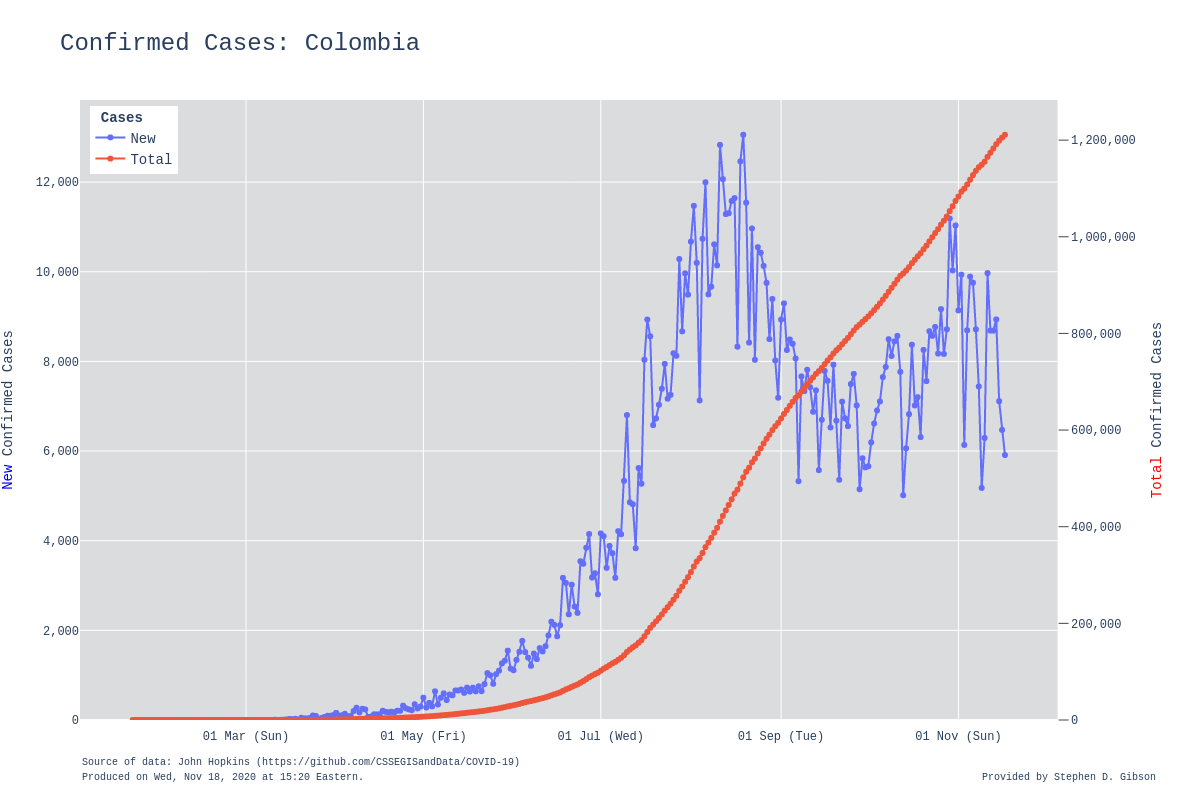 Confirmed Cases: Colombia
Cases
New
Total
12,000
10,000
8,000
6,000
4,000
2,000
0
New Confirmed Cases
1,200,000
1,000,000
800,000
600,000
400,000
200,000
0
Total Confirmed Cases
01 Mar (Sun)
01 May (Fri)
01 Jul (Wed)
01 Sep (Tue)
01 Nov (Sun)
Source of data: John Hopkins (https://github.com/CSSEGISandData/COVID-19)
Produced on Wed, Nov 18, 2020 at 15:20 Eastern.
Provided by Stephen D. Gibson